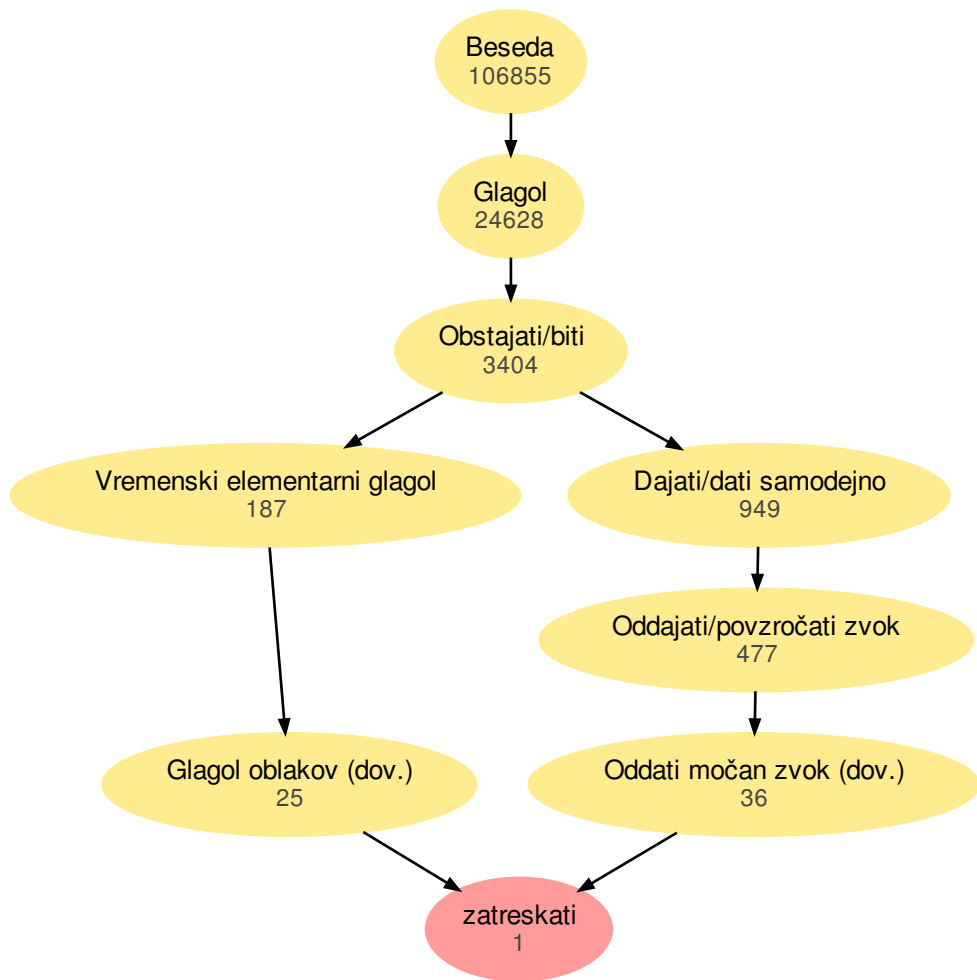 Beseda
106855
Glagol
24628
Obstajati/biti
3404
Vremenski elementarni glagol
187
Dajati/dati samodejno
949
Oddajati/povzročati zvok
477
Glagol oblakov (dov.)
25
Oddati močan zvok (dov.)
36
zatreskati
1